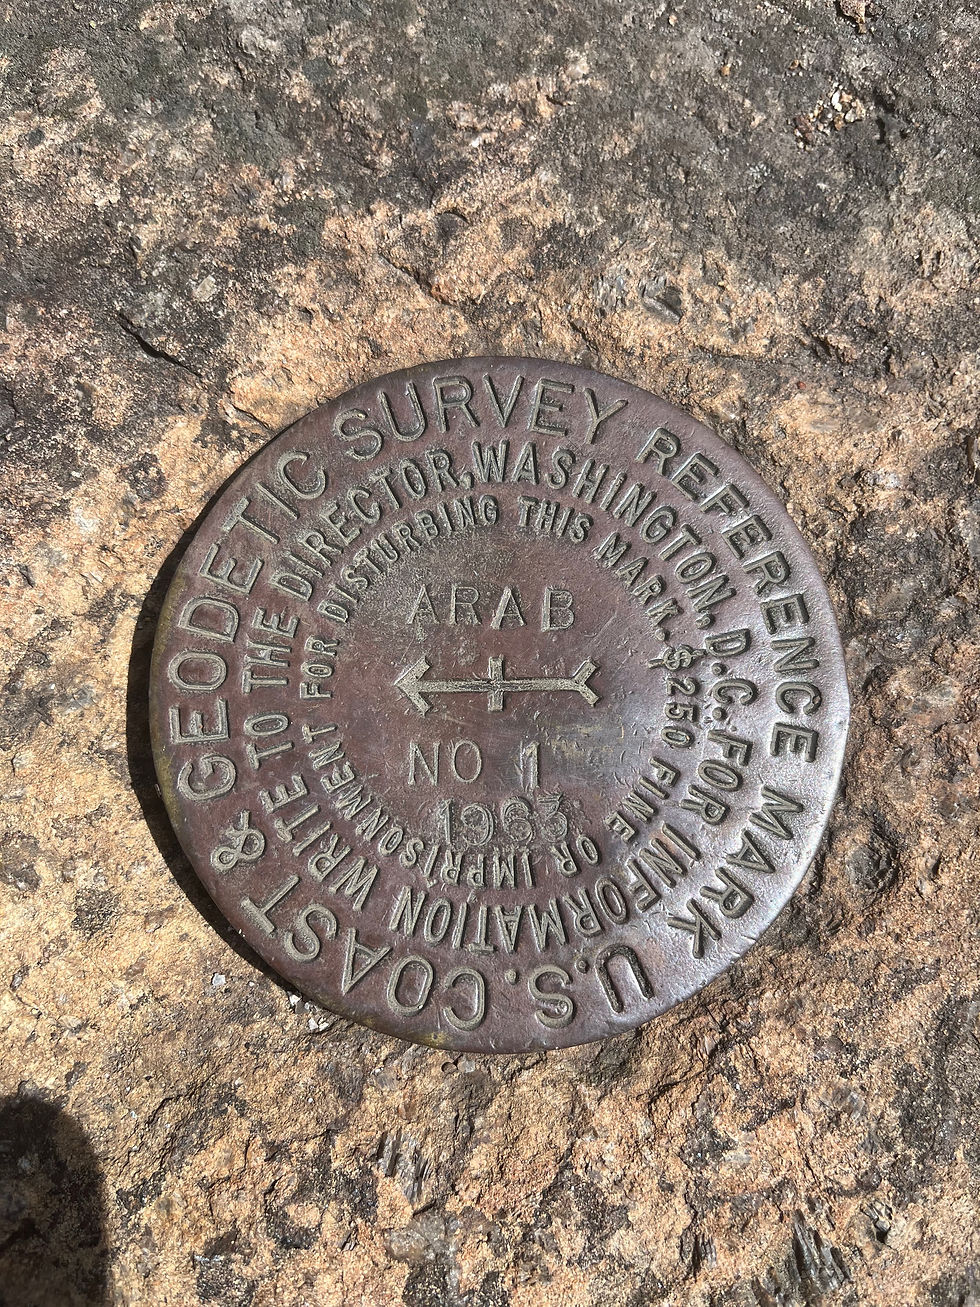 U.S. COAST & GEODETIC SURVEY REFERENCE MARK
FOR INFORMATION WRITE TO THE DIRECTOR, WASHINGTON, D.C.
$250 FINE OR IMPRISONMENT FOR DISTURBING THIS MARK.
ARAB
NO 1
1963